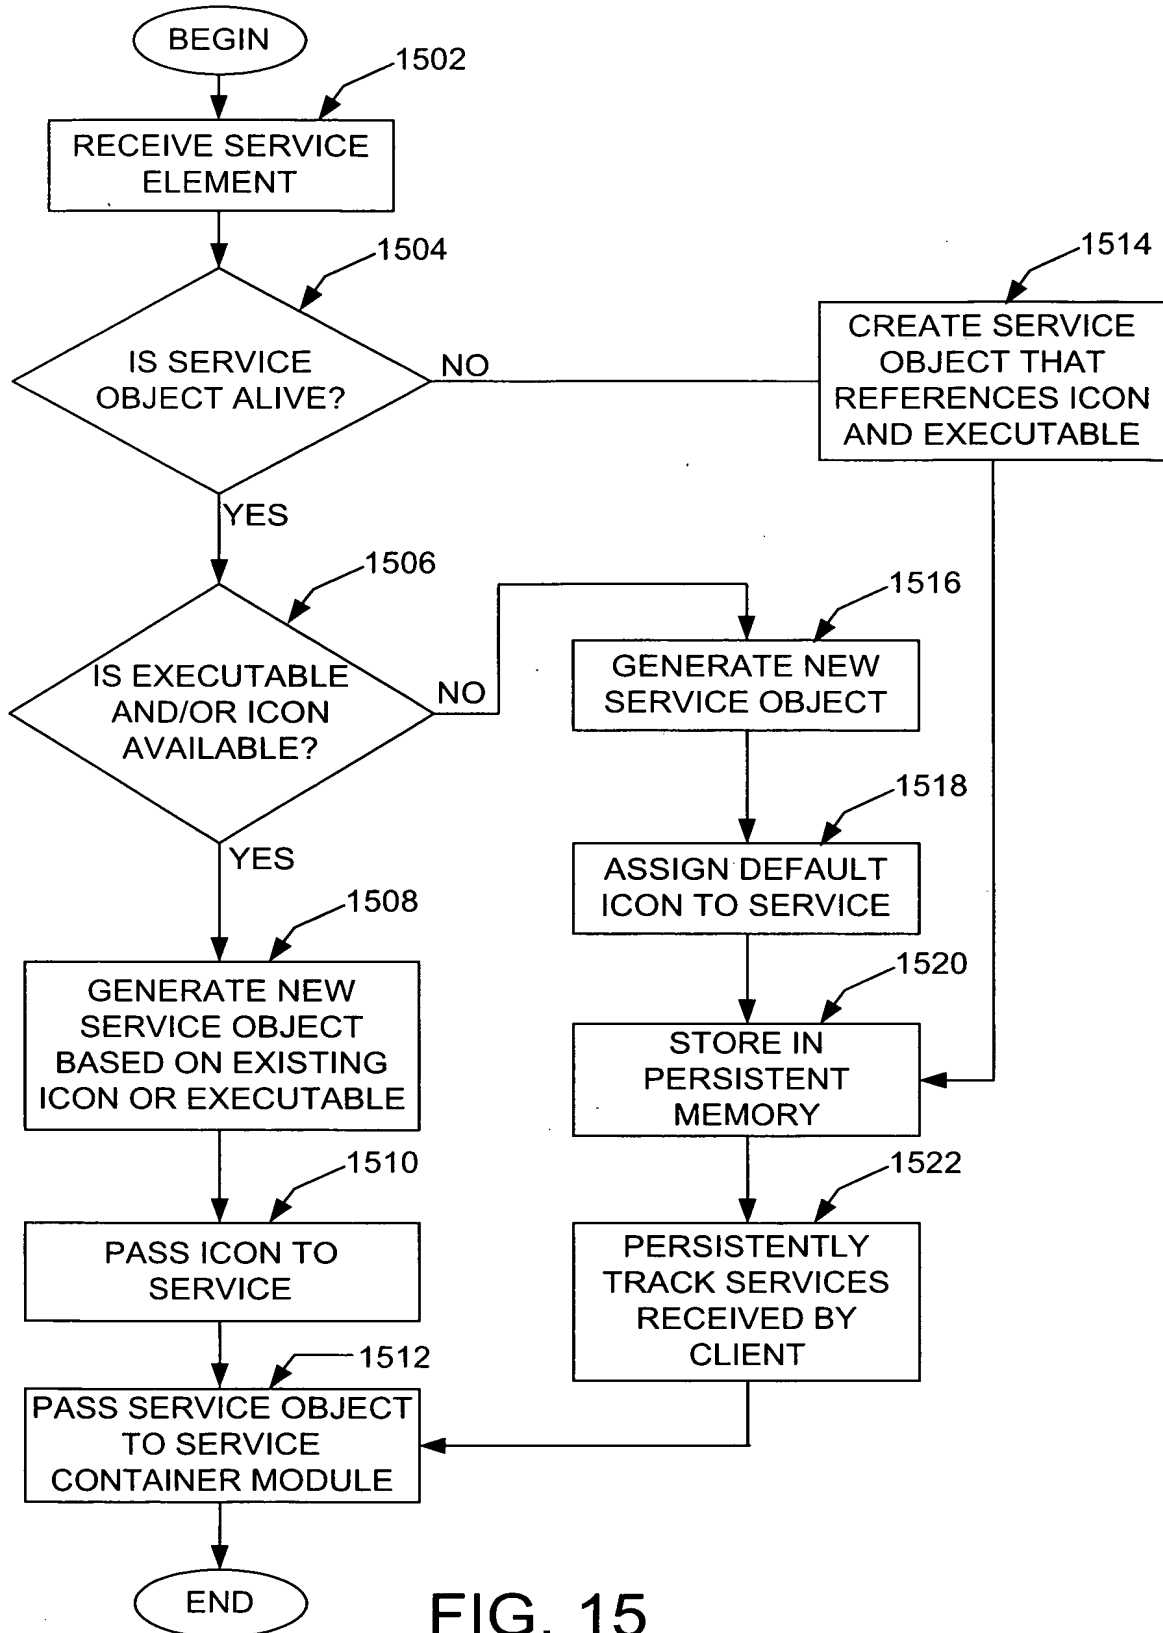 BEGIN
1502
RECEIVE SERVICE
ELEMENT
1504
IS SERVICE
OBJECT ALIVE?
NO
YES
1514
CREATE SERVICE
OBJECT THAT
REFERENCES ICON
AND EXECUTABLE
1506
IS EXECUTABLE
AND/OR ICON
AVAILABLE?
NO
YES
1516
GENERATE NEW
SERVICE OBJECT
1518
ASSIGN DEFAULT
ICON TO SERVICE
1508
GENERATE NEW
SERVICE OBJECT
BASED ON EXISTING
ICON OR EXECUTABLE
1520
STORE IN
PERSISTENT
MEMORY
1510
PASS ICON TO
SERVICE
1522
PERSISTENTLY
TRACK SERVICES
RECEIVED BY
CLIENT
1512
PASS SERVICE OBJECT
TO SERVICE
CONTAINER MODULE
END
FIG. 15